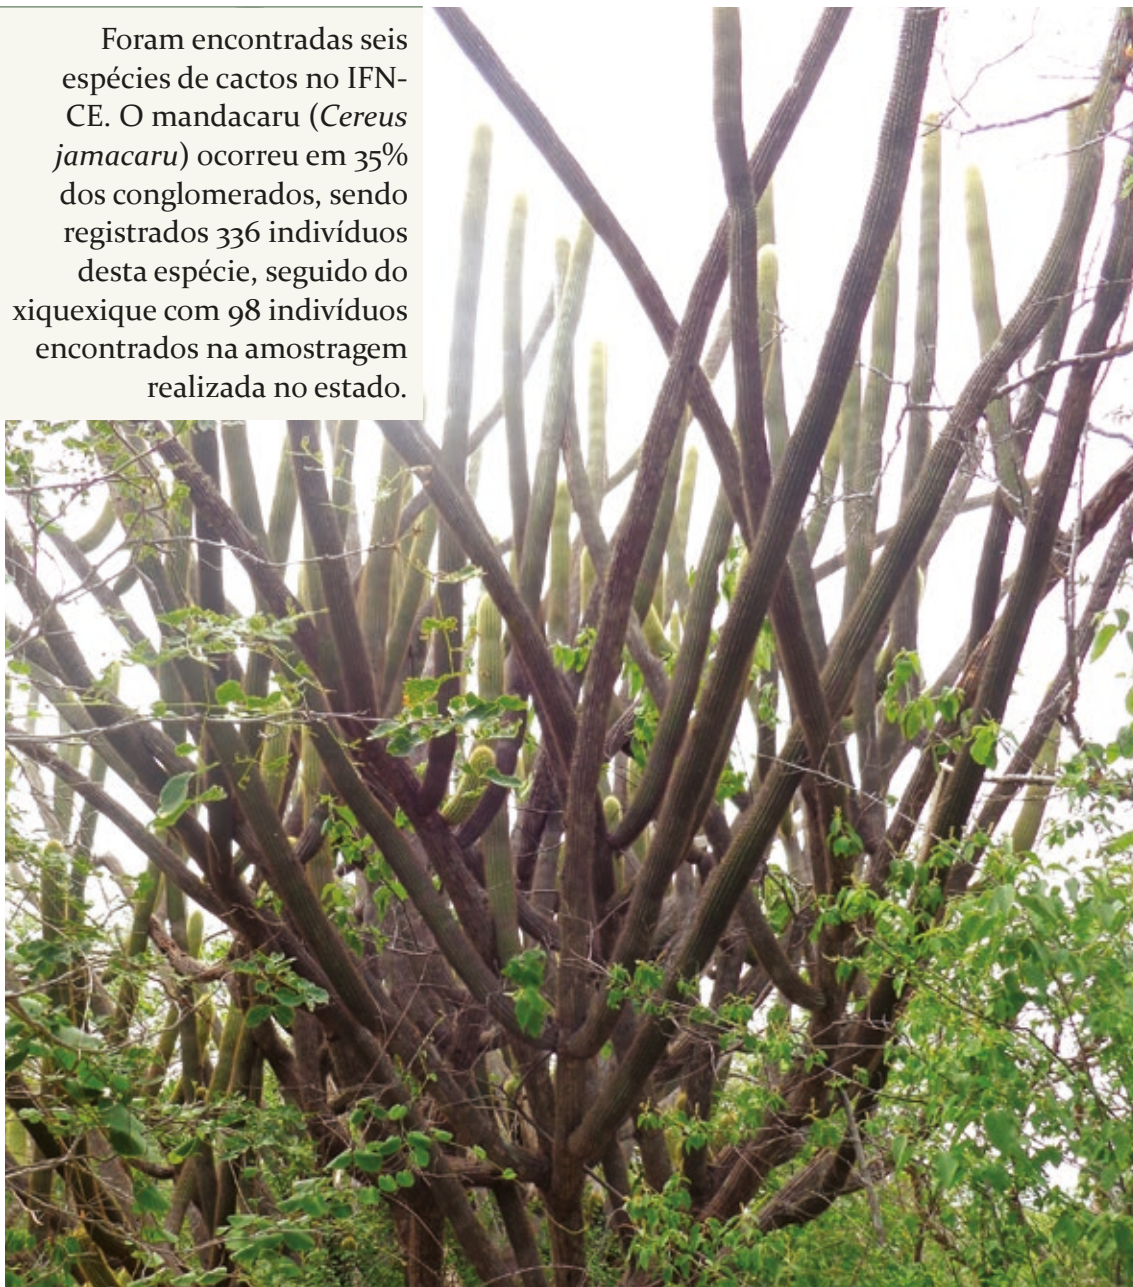 Foram encontradas seis
espécies de cactos no IFN-
CE. O mandacaru (Cereus
jamacaru) ocorreu em 35%
dos conglomerados, sendo
registrados 336 indivíduos
desta espécie, seguido do
xiquexique com 98 indivíduos
encontrados na amostragem
realizada no estado.